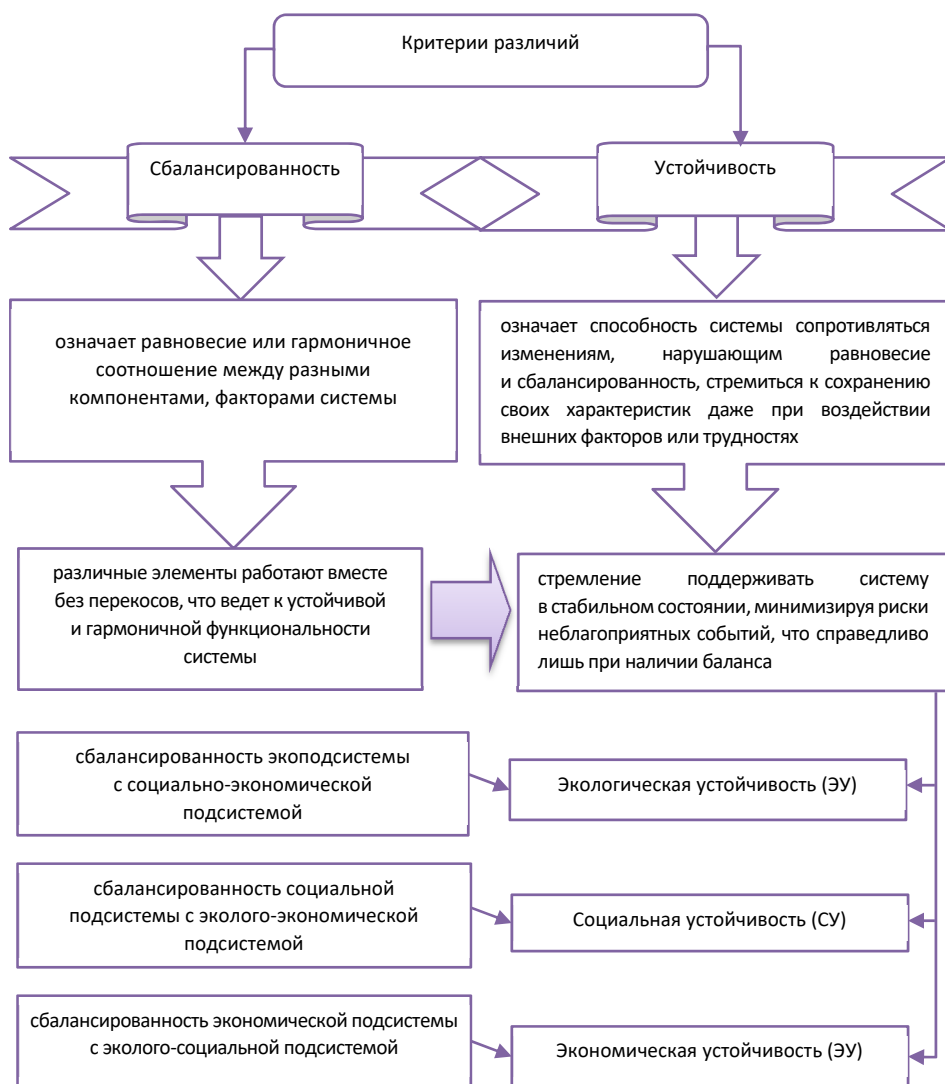 Критерии различий
Сбалансированность
Устойчивость
означает равновесие или гармоничное
соотношение между разными
компонентами, факторами системы
означает способность системы сопротивляться
изменениям, нарушающим равновесие
и сбалансированность, стремиться к сохранению
своих характеристик даже при воздействии
внешних факторов или трудностях
различные элементы работают вместе
без перекосов, что ведет к устойчивой
и гармоничной функциональности
системы
стремление поддерживать систему
в стабильном состоянии, минимизируя риски
неблагоприятных событий, что справедливо
лишь при наличии баланса
сбалансированность экоподсистемы
с социально-экономической
подсистемой
Экологическая устойчивость (ЭУ)
сбалансированность социальной
подсистемы с эколого-экономической
подсистемой
Социальная устойчивость (СУ)
сбалансированность экономической подсистемы
с эколого-социальной подсистемой
Экономическая устойчивость (ЭУ)